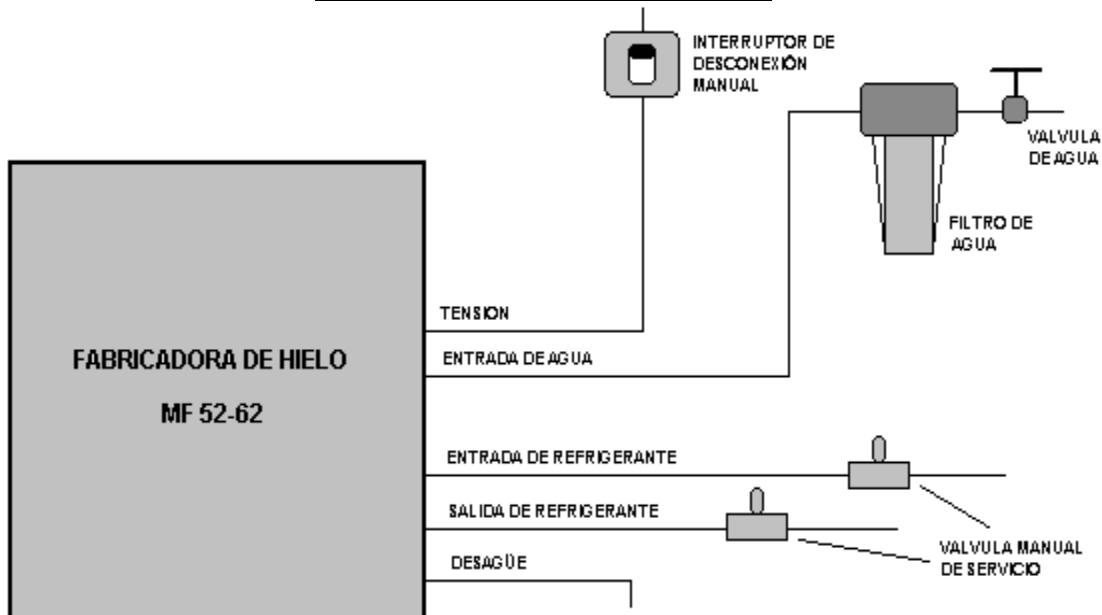 INTERRUPTOR DE
DESCONEXIÓN
MANUAL
VALVULA
DE AGUA
FILTRO DE
AGUA
TENSION
ENTRADA DE AGUA
FABRICADORA DE HIELO
MF 52-62
ENTRADA DE REFRIGERANTE
SALIDA DE REFRIGERANTE
VALVULA MANUAL
DE SERVICIO
DESAGÜE